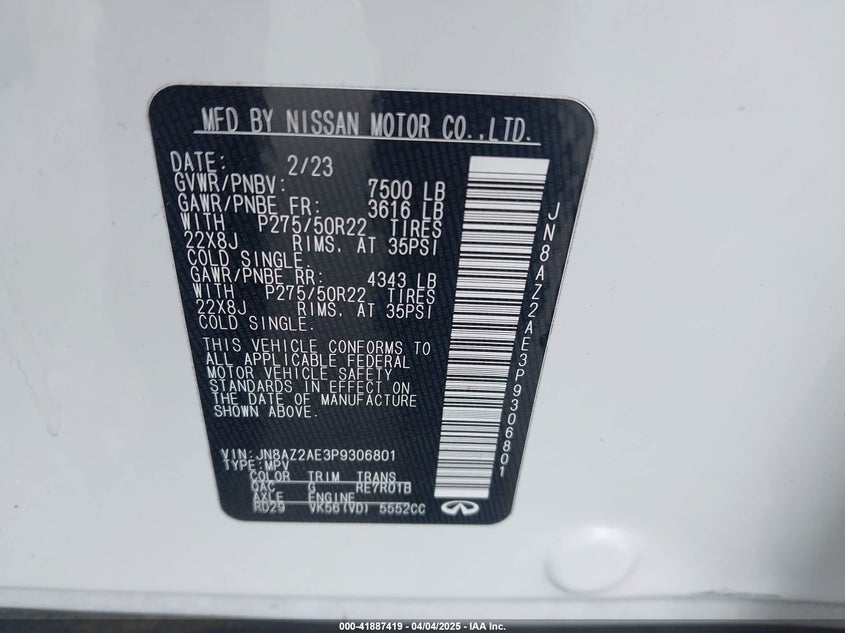 MFD BY NISSAN MOTOR CO.,LTD.
DATE: 2/23
GVWR/PNBV: 7500 LB
GAWR/PNBE FR: 3616 LB
WITH P275/50R22 TIRES
22X8J RIMS, AT 35PSI
COLD SINGLE.
GAWR/PNBE RR: 4343 LB
WITH P275/50R22 TIRES
22X8J RIMS, AT 35PSI
COLD SINGLE.
THIS VEHICLE CONFORMS TO
ALL APPLICABLE FEDERAL
MOTOR VEHICLE SAFETY
STANDARDS IN EFFECT ON
THE DATE OF MANUFACTURE
SHOWN ABOVE.
VIN:JN8AZ2AE3P9306801
TYPE:MPV
COLOR TRIM TRANS
QAC G RE7R01B
AXLE ENGINE
RD29 VK56(VD) 5552CC
JN8AZ2AE3P9306801
000-41887419 - 04/04/2025 - IAA Inc.